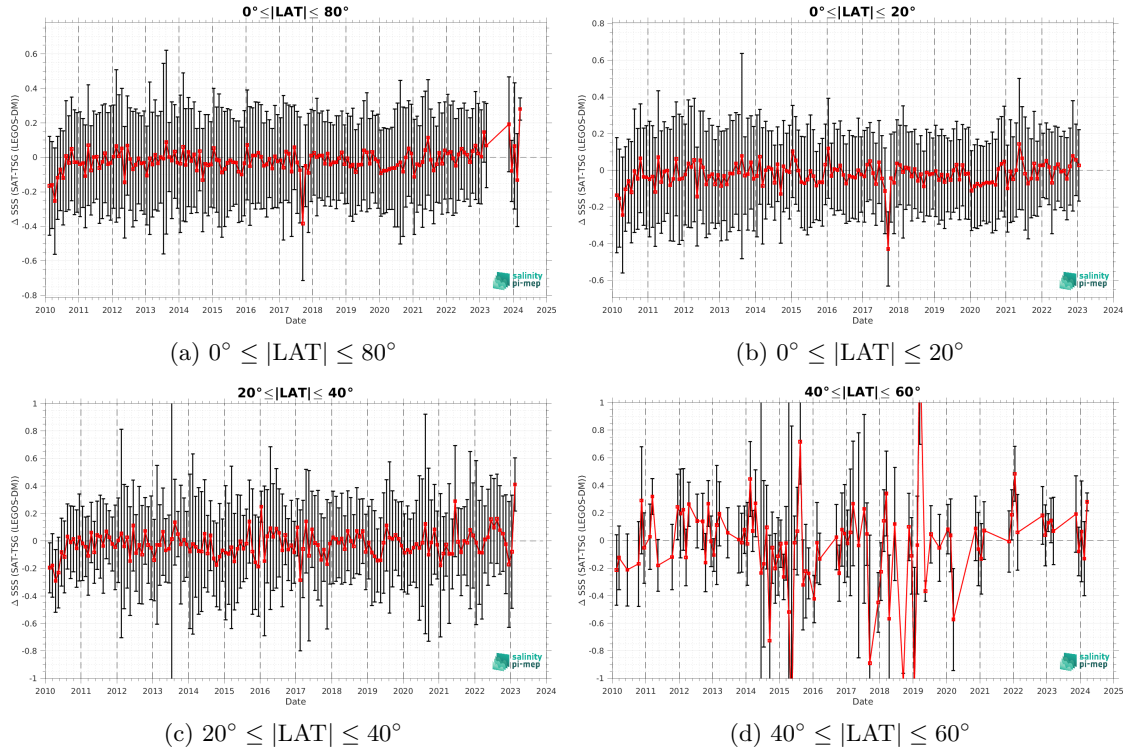 0°≤|LAT|≤ 80°
Δ SSS (SAT-TSG (LEGOS-DM))
0.6
0.4
0.2
0
-0.2
-0.4
-0.6
-0.8
2010 2011 2012 2013 2014 2015 2016 2017 2018 2019 2020 2021 2022 2023 2024 2025
Date
salinity
pi-mep
(a) 0° ≤ |LAT| ≤ 80°
0°≤|LAT|≤ 20°
Δ SSS (SAT-TSG (LEGOS-DM))
0.8
0.6
0.4
0.2
0
-0.2
-0.4
-0.6
2010 2011 2012 2013 2014 2015 2016 2017 2018 2019 2020 2021 2022 2023 2024
Date
salinity
pi-mep
(b) 0° ≤ |LAT| ≤ 20°
20°≤|LAT|≤ 40°
Δ SSS (SAT-TSG (LEGOS-DM))
1
0.8
0.6
0.4
0.2
0
-0.2
-0.4
-0.6
-0.8
-1
2010 2011 2012 2013 2014 2015 2016 2017 2018 2019 2020 2021 2022 2023 2024
Date
salinity
pi-mep
(c) 20° ≤ |LAT| ≤ 40°
40°≤|LAT|≤ 60°
Δ SSS (SAT-TSG (LEGOS-DM))
1
0.8
0.6
0.4
0.2
0
-0.2
-0.4
-0.6
-0.8
-1
2010 2011 2012 2013 2014 2015 2016 2017 2018 2019 2020 2021 2022 2023 2024 2025
Date
salinity
pi-mep
(d) 40° ≤ |LAT| ≤ 60°